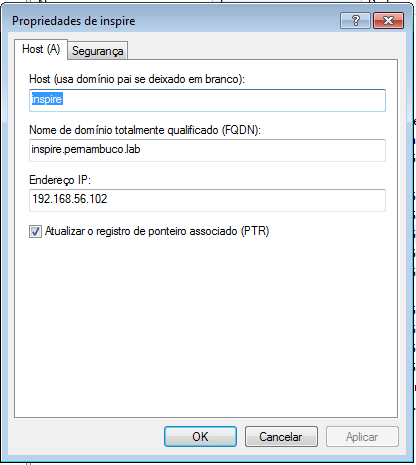 Propriedades de inspire
?
Host (A)
Segurança
Host (usa domínio pai se deixado em branco):
inspire
Nome de domínio totalmente qualificado (FQDN):
inspire.pernambuco.lab
Endereço IP:
192.168.56.102
Atualizar o registro de ponteiro associado (PTR)
OK
Cancelar
Aplicar